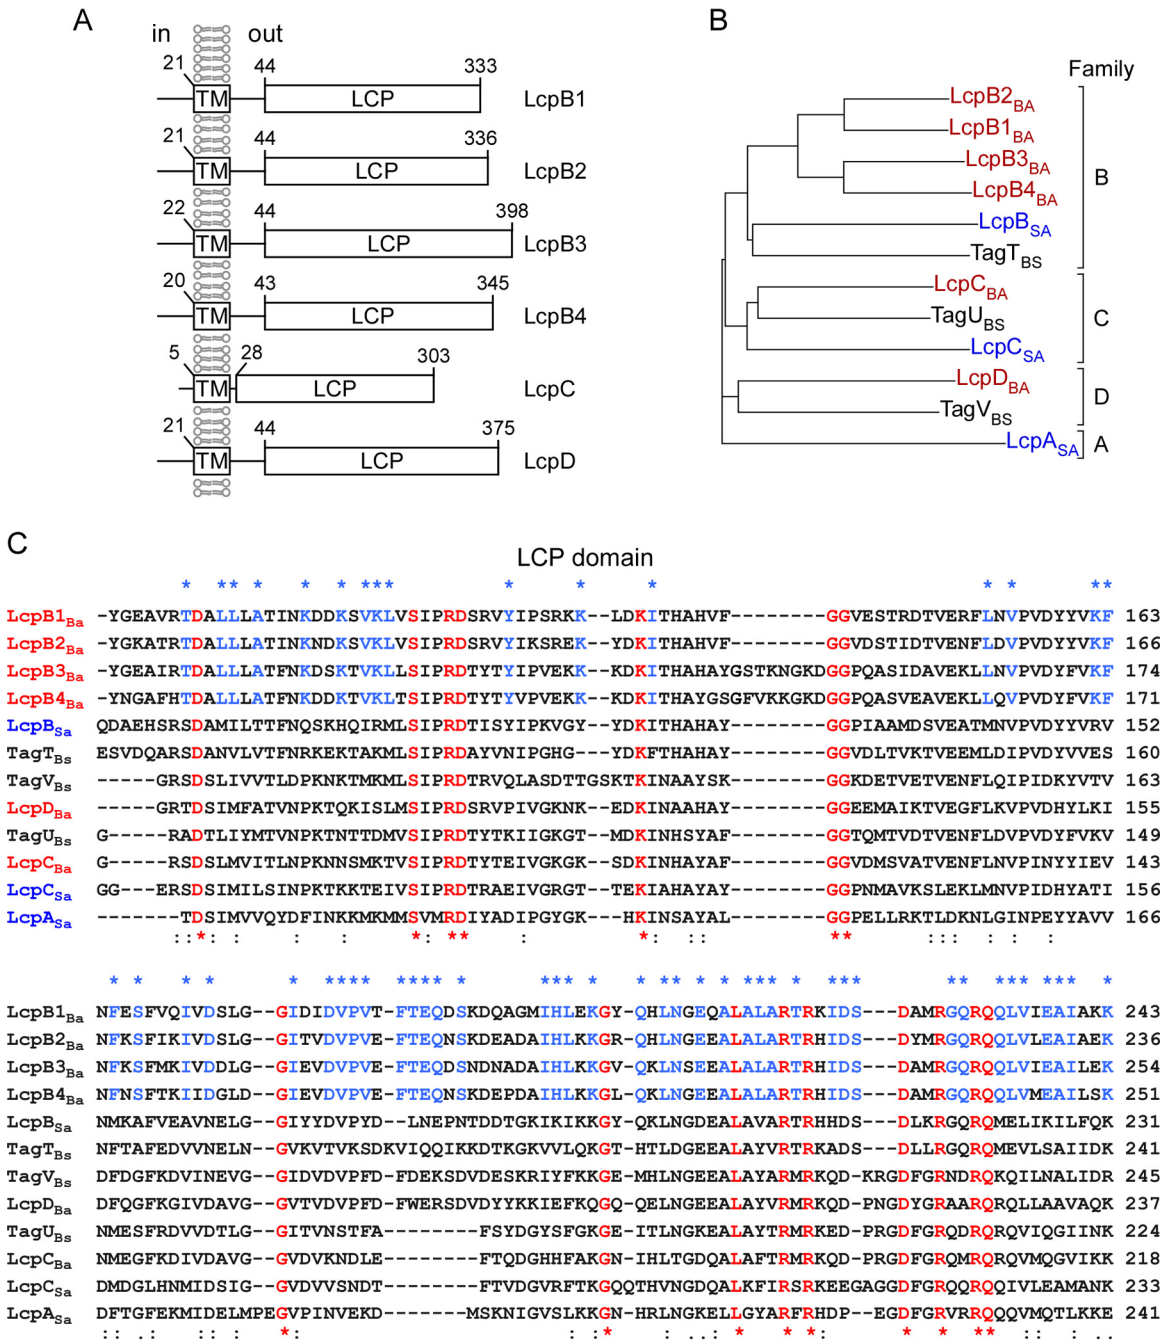 A
in
out
21
44
333
TM
LCP
LcpB1
21
44
336
TM
LCP
LcpB2
22
44
398
TM
LCP
LcpB3
20
43
345
TM
LCP
LcpB4
5
28
303
TM
LCP
LcpC
21
44
375
TM
LCP
LcpD
B
Family
LcpB2BA
LcpB1BA
LcpB3BA
LcpB4BA
LcpBSA
TagTBS
B
LcpCBA
TagUBS
LcpCSA
C
LcpDBA
TagVBS
D
LcpASA
A
C
LCP domain
* ** * * * *** * * * * * **
LcpB1Ba -YGEAVRTDALLLATINKDDKSVKLVSIPRDSRVYIPSRKK--LDKITHAHVF--------GGVESTRDTVERFLNVPVDYYVKF 163
LcpB2Ba -YGKATRTDALLLATINKNDKSVKLLSIPRDSRVYIPSREK--YDKITHAHVF--------GGVDSTIDTVENFLDVPVDYYVKF 166
LcpB3Ba -YGEAIRTDALLLATFNKDSKTVKLLSIPRDTYTYIPVEKK--KDKITHAHAYGSTKNGKDGGPQASIDAVEKLLNVPVDYFVKF 174
LcpB4Ba -YNGAFHTDALLLATFNKDSKTVKLTSIPRDTYTYVPVEKK--KDKITHAYGSGFVKKGKDGGPQASVEAVEKLLQVPVDYFVKF 171
LcpBSa QDAEHSRSDAMILTTFNQSKHQIRMLSIPRDTISYIPKVGY--YDKITHAHAY--------GGPIAAMDSVEATMNVPVDYYVRV 152
TagTBs ESVDQARSDANVLVTFNRKEKTAKMLSIPRDAYVNIPGHG---YDKFTHAHAY--------GGVDLTVKTVEEMLDIPVDYVVES 160
TagVBs -----GRSDSLIVVTLDPKNKTMKMLSIPRDTRVQLASDTTGSKTKINAAYSK--------GGKDETVETVENFLQIPIDKYVTV 163
LcpDBa -----GRTDSIMFATVNPKTQKISLMSIPRDSRVPIVGKNK--EDKINAAHAY--------GGEEMAIKTVEGFLKVPVDHYLKI 155
TagUBs G-----RADTLIYMTVNPKTNTTDMVSIPRDTYTKIIGKGT--MDKINHSYAF--------GGTQMTVDTVENFLDVPVDYFVKV 149
LcpCBa G-----RSDSLMVITLNPKNNSMKTVSIPRDTYTEIVGKGK--SDKINHAYAF--------GGVDMSVATVENFLNVPINYYIEV 143
LcpCSa GG---ERSDSIMILSINPKTKKTEIVSIPRDTRAEIVGRGT--TEKIAHAYAY--------GGPNMAVKSLEKLMNVPIDHYATI 156
LcpASa -------TDSIMVVQYDFINKKMKMMSVMRDIYADIPGYGK---HKINSAYAL--------GGPELLRKTLDKNLGINPEYYAVV 166
::*: : : : *: ** : *: :: ** ::: : : :
* * * * * **** **** * *** * * ** * * *** * *** ** *** *** *
LcpB1Ba NFESFVQIVDSLG--GIDIDVPVT-FTEQDSKDQAGMIHLEKGY-QHLNGEQALALARTRKIDS---DAMRGQRQQLVIEAIAKK 243
LcpB2Ba NFKSFIKIVDSLG--GITVDVPVE-FTEQNSKDEADAIHLKKGR-QHLNGEEALALARTRHIDS---DYMRGQRQQLVLEAIAEK 236
LcpB3Ba NFKSFMKIVDDLG--GIEVDVPVE-FTEQDSNDNADAIHLKKGV-QKLNGEEALALARTRHIDS---DAMRGQRQQLVIEAILEK 254
LcpB4Ba NFNSFTKIIDGLD--GIEVDVPVE-FTEQNSKDEPDAIHLKKGL-QKLNGEEALALARTRHIDS---DAMRGQRQQLVMEAILSK 251
LcpBSa NMKAFVEAVNELG--GIYYDVPYD--LNEPNTDDTGKIKIKKGY-QKLNGDEALAVARTRHHDS---DLKRGQRQMELIKILFQK 231
TagTBs NFTAFEDVVNELN--GVKVTVKSDKVIQQIKKDTKGKVVLQKGT-HTLDGEEALAYVRTRKADS---DLLRGQRQMEVLSAIIDK 241
TagVBs DFDGFKDVINEVG--GIDVDVPFD-FDEKSDVDESKRIYFKKGE-MHLNGEEALAYARMRKQD-KRGDFGRNDRQKQILNALIDR 245
LcpDBa DFQGFKGIVDAVG--GVTVDVPFD-FWERSDVDYYKKIEFKQGQ-QELNGEEALAYARMRKQD-PNGDYGRAARQRQLLAAVAQK 237
TagUBs NMESFRDVVDTLG--GITVNSTFA--------FSYDGYSFGKGE-ITLNGKEALAYTRMRKED-PRGDFGRQDRQRQVIQGIINK 224
LcpCBa NMEGFKDIVDAVG--GVDVKNDLE--------FTQDGHHFAKGN-IHLTGDQALAFTRMRKQD-PRGDFGRQMRQRQVMQGVIKK 218
LcpCSa DMDGLHNMIDSIG--GVDVVSNDT--------FTVDGVRFTKGQQTHVNGDQALKFIRSRKEEGAGGDFGRQQRQQIVLEAMANK 233
LcpASa DFTGFEKMIDELMPEGVPINVEKD--------MSKNIGVSLKKGN-HRLNGKELLGYARFRHDP--EGDFGRVRRQQQVMQTLKKE 241
:: .: :: : *: : :* : ..: * * *: * * ** : : : ..